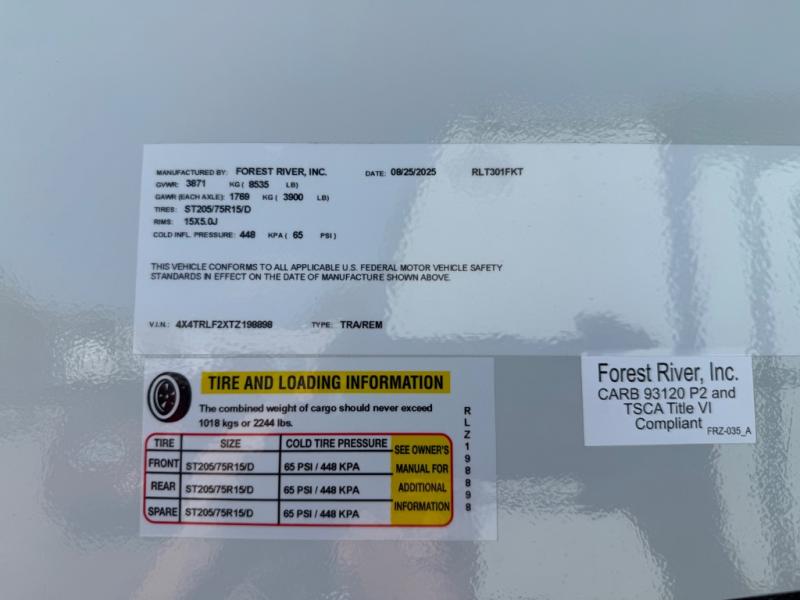 MANUFACTURED BY: FOREST RIVER, INC. DATE: 08/25/2025 RLT301FKT
GVWR: 3871 KG ( 8535 LB)
GAWR (EACH AXLE): 1769 KG ( 3900 LB)
TIRES: ST205/75R15/D
RIMS: 15X5.0J
COLD INFL. PRESSURE: 448 KPA ( 65 PSI )
THIS VEHICLE CONFORMS TO ALL APPLICABLE U.S. FEDERAL MOTOR VEHICLE SAFETY
STANDARDS IN EFFECT ON THE DATE OF MANUFACTURE SHOWN ABOVE.
V.I.N.: 4X4TRLF2XTZ198898 TYPE: TRA/REM
TIRE AND LOADING INFORMATION
The combined weight of cargo should never exceed
1018 kgs or 2244 lbs.
TIRE SIZE COLD TIRE PRESSURE
FRONT ST205/75R15/D 65 PSI / 448 KPA
REAR ST205/75R15/D 65 PSI / 448 KPA
SPARE ST205/75R15/D 65 PSI / 448 KPA
SEE OWNER'S
MANUAL FOR
ADDITIONAL
INFORMATION
RLZ198898
Forest River, Inc.
CARB 93120 P2 and
TSCA Title VI
Compliant
FRZ-035_A